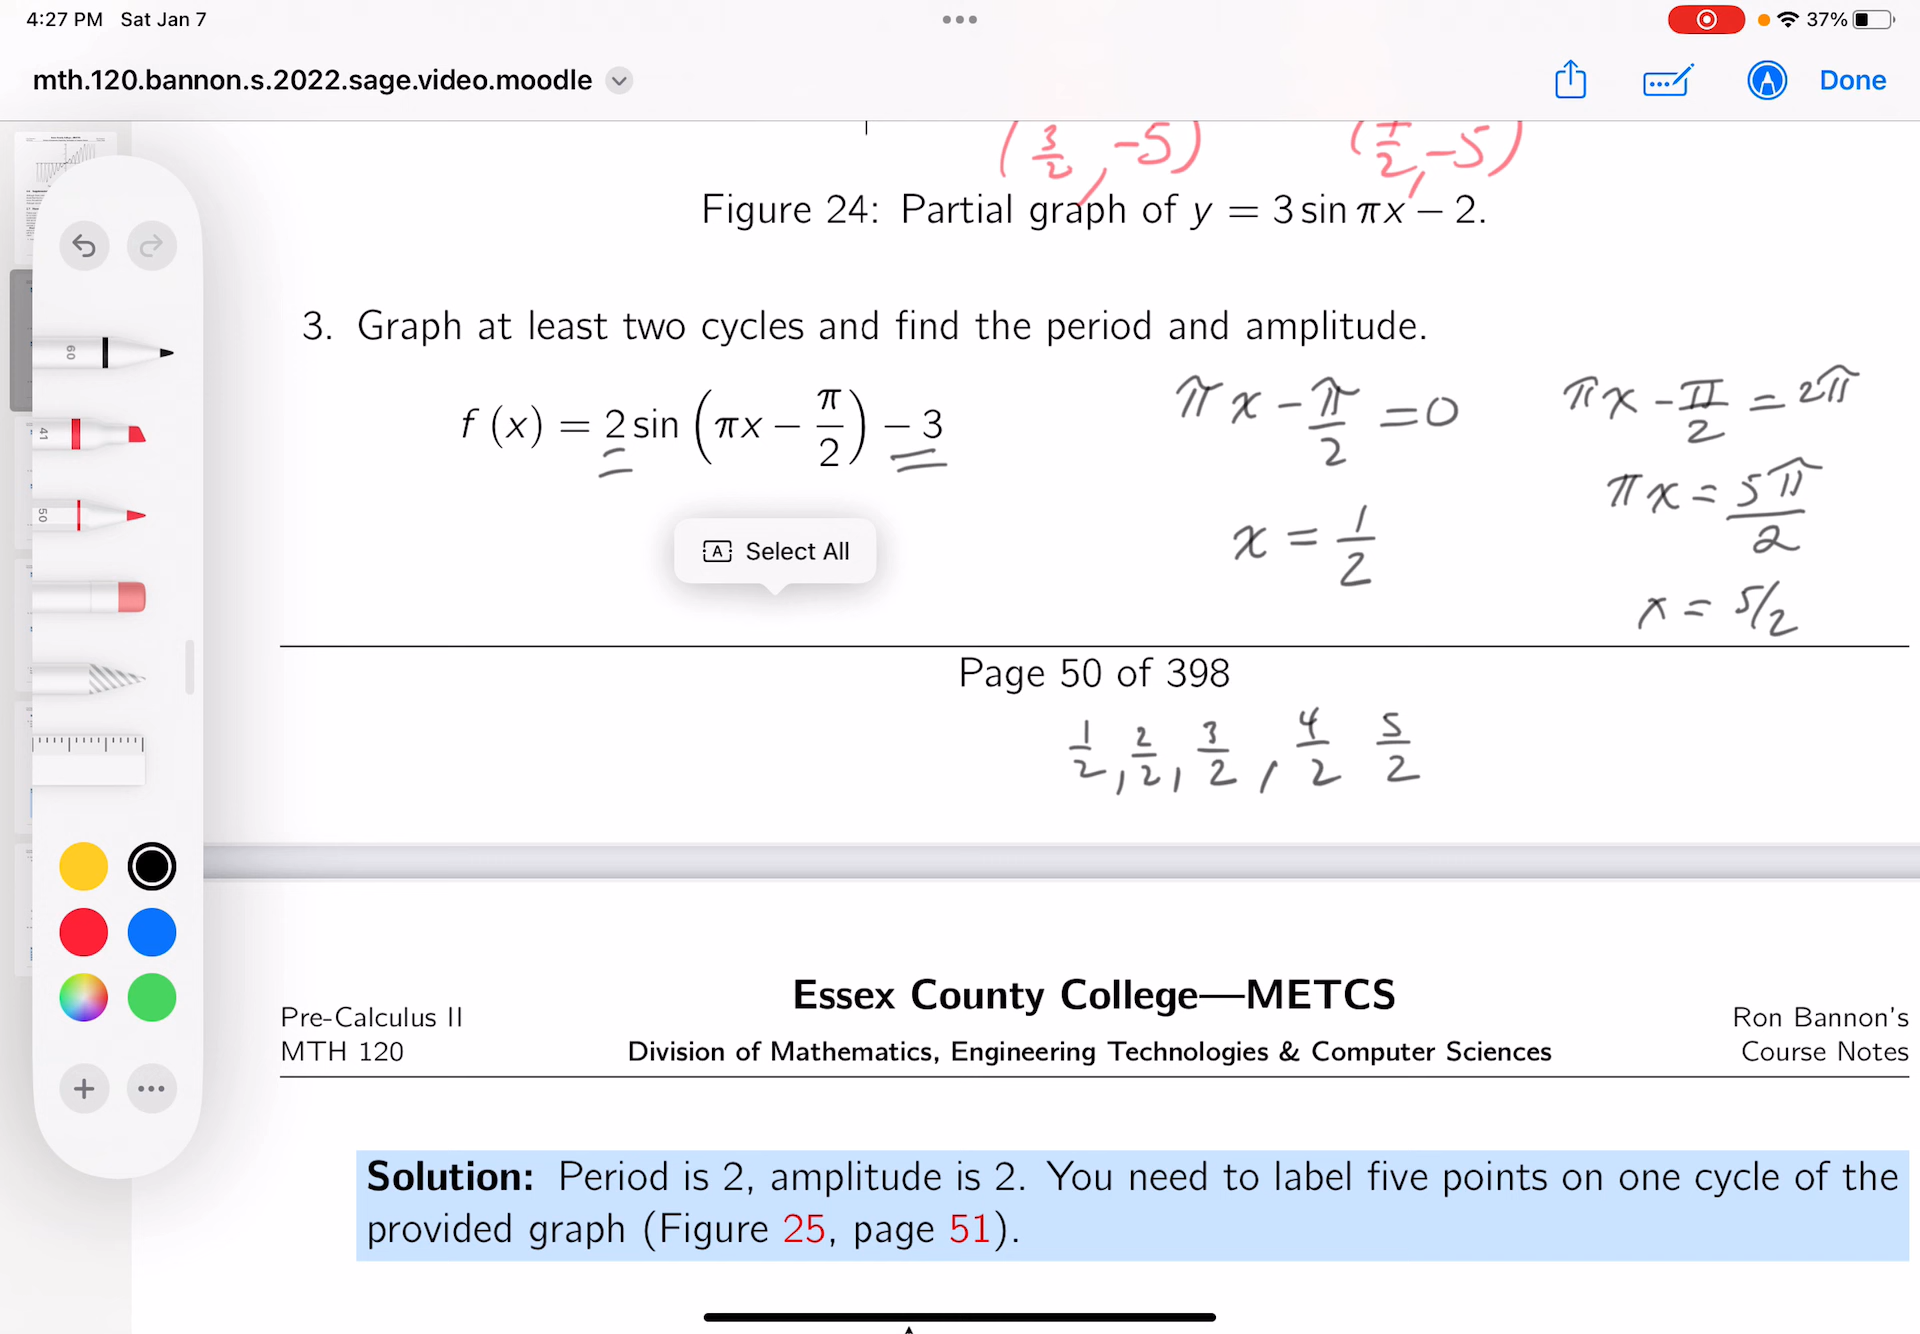 4:27 PM Sat Jan 7
37%
mth.120.bannon.s.2022.sage.video.moodle
Done
(3/2, -5) (7/2, -5)
Figure 24: Partial graph of y = 3 sin πx − 2.
3. Graph at least two cycles and find the period and amplitude.
f (x) = 2 sin (πx − π/2) − 3
πx - π/2 = 0
x = 1/2
πx - π/2 = 2π
πx = 5π/2
x = 5/2
Select All
60
41
50
Page 50 of 398
1/2, 2/2, 3/2, 4/2 5/2
Essex County College—METCS
Pre-Calculus II
MTH 120
Division of Mathematics, Engineering Technologies & Computer Sciences
Ron Bannon's
Course Notes
Solution: Period is 2, amplitude is 2. You need to label five points on one cycle of the
provided graph (Figure 25, page 51).